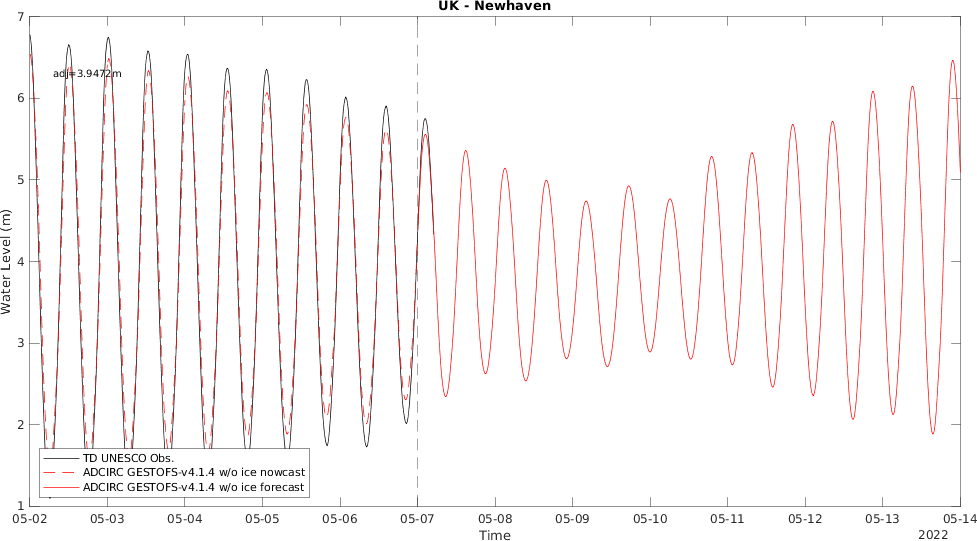 UK - Newhaven
7
6
5
4
3
2
1
Water Level (m)
adj=3.9472m
TD UNESCO Obs.
ADCIRC GESTOFS-v4.1.4 w/o ice nowcast
ADCIRC GESTOFS-v4.1.4 w/o ice forecast
05-02 05-03 05-04 05-05 05-06 05-07 05-08 05-09 05-10 05-11 05-12 05-13 05-14
Time
2022